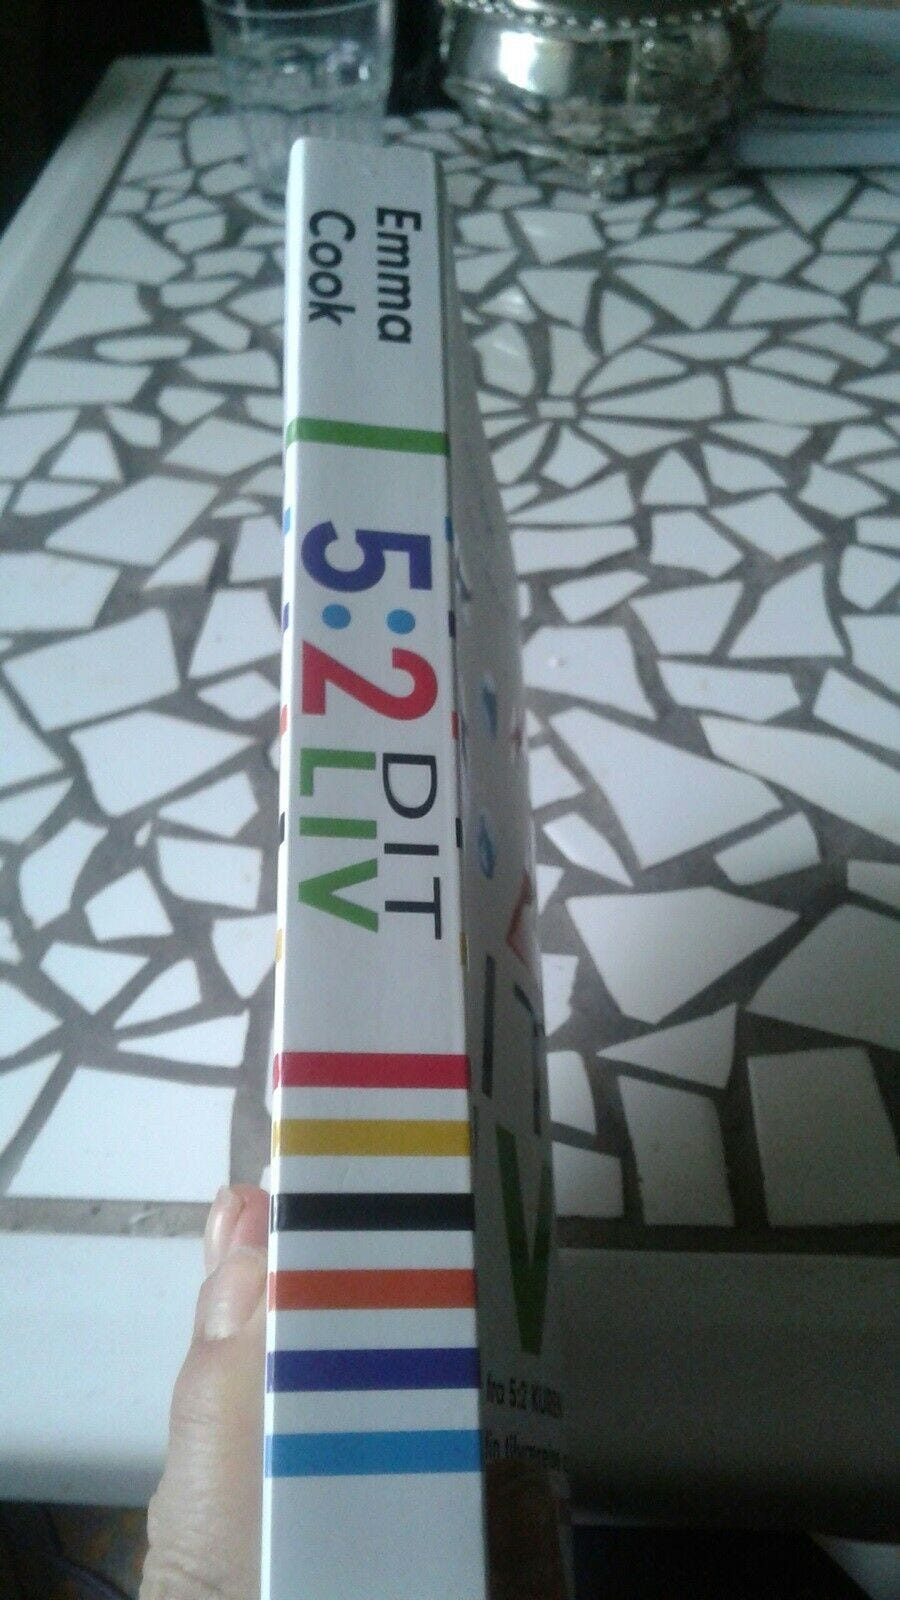 Emma
Cook
5:2 DIT
LIV
fra 5:2 KUREN